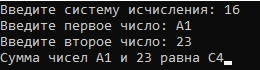 Введите систему исчисления: 16
Введите первое число: A1
Введите второе число: 23
Сумма чисел A1 и 23 равна C4